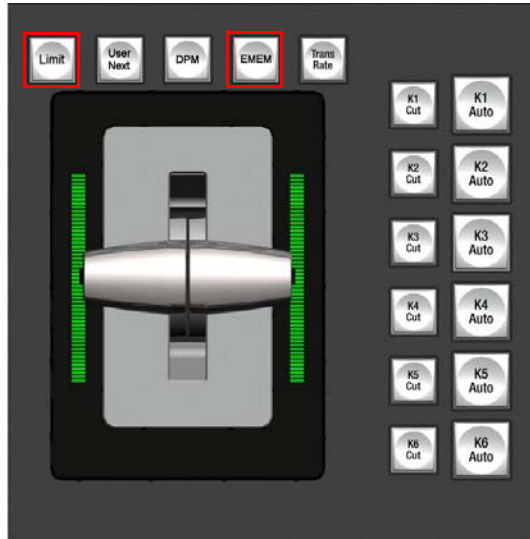 Limit
User
Next
DPM
EMEM
Trans
Rate
K1
Cut
K1
Auto
K2
Cut
K2
Auto
K3
Cut
K3
Auto
K4
Cut
K4
Auto
K5
Cut
K5
Auto
K6
Cut
K6
Auto